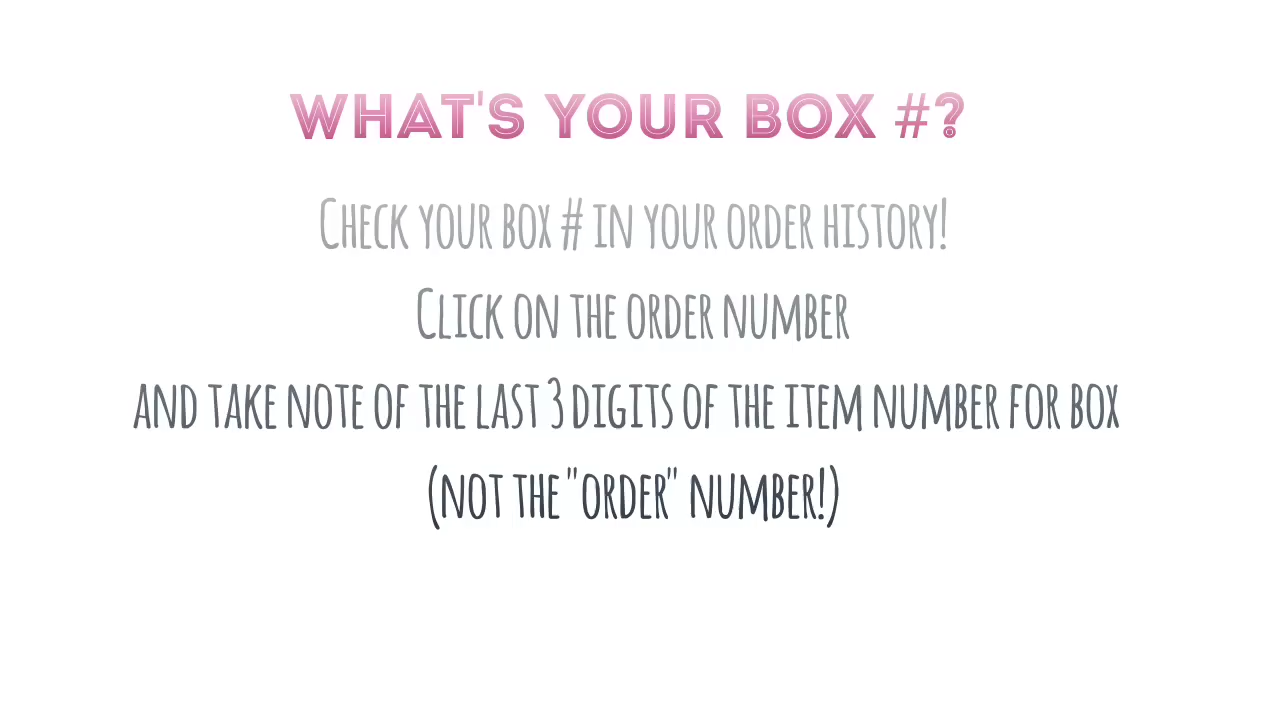 WHAT'S YOUR BOX #?
CHECK YOUR BOX # IN YOUR ORDER HISTORY!
CLICK ON THE ORDER NUMBER
AND TAKE NOTE OF THE LAST 3 DIGITS OF THE ITEM NUMBER FOR BOX
(NOT THE "ORDER" NUMBER!)